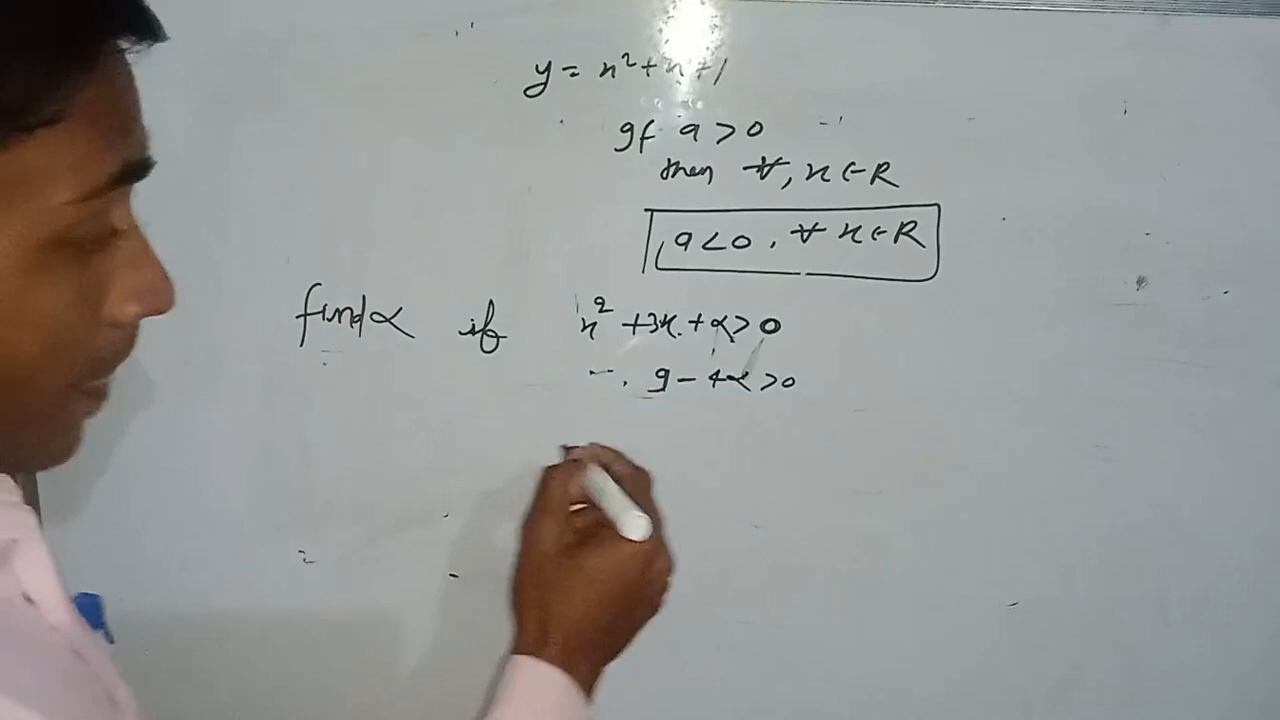 y = x²+x+1
If a > 0
then ∀, x ∈ R
a < 0, ∀ x ∈ R
find α if x² + 3x + α > 0
9 - 4α > 0